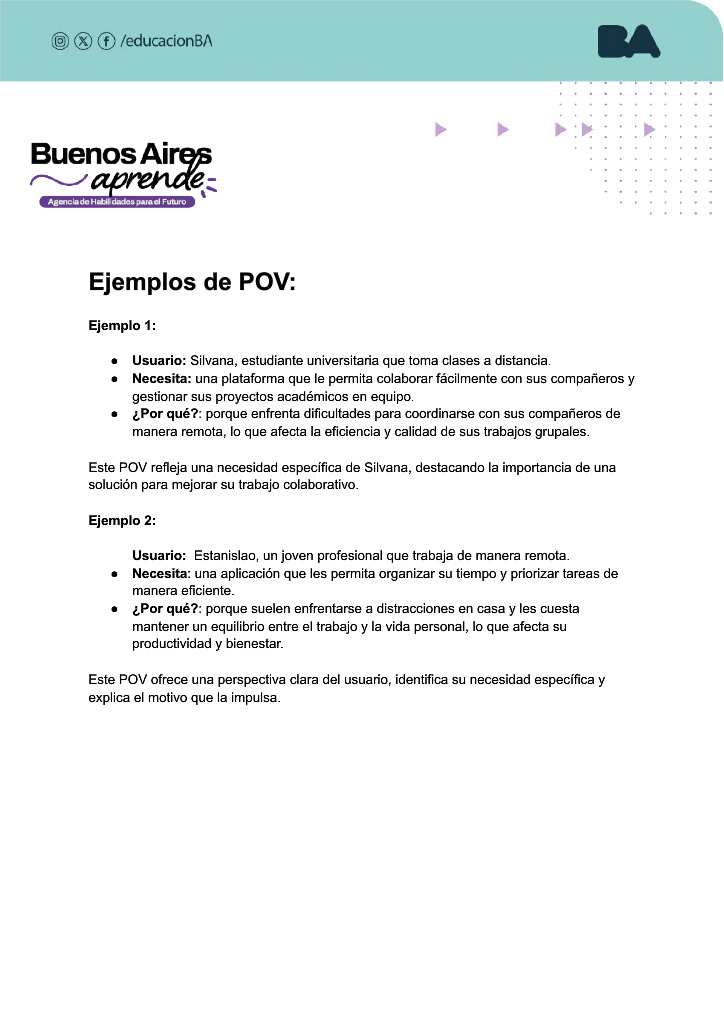 /educacionBA
BA
Buenos Aires
aprende
Agencia de Habilidades para el Futuro
Ejemplos de POV:
Ejemplo 1:
● Usuario: Silvana, estudiante universitaria que toma clases a distancia.
● Necesita: una plataforma que le permita colaborar fácilmente con sus compañeros y
gestionar sus proyectos académicos en equipo.
● ¿Por qué?: porque enfrenta dificultades para coordinarse con sus compañeros de
manera remota, lo que afecta la eficiencia y calidad de sus trabajos grupales.
Este POV refleja una necesidad específica de Silvana, destacando la importancia de una
solución para mejorar su trabajo colaborativo.
Ejemplo 2:
Usuario:  Estanislao, un joven profesional que trabaja de manera remota.
● Necesita: una aplicación que les permita organizar su tiempo y priorizar tareas de
manera eficiente.
● ¿Por qué?: porque suelen enfrentarse a distracciones en casa y les cuesta
mantener un equilibrio entre el trabajo y la vida personal, lo que afecta su
productividad y bienestar.
Este POV ofrece una perspectiva clara del usuario, identifica su necesidad específica y
explica el motivo que la impulsa.